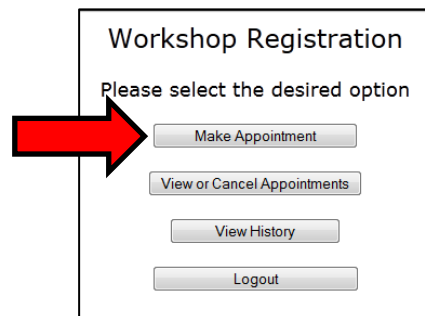 Workshop Registration
Please select the desired option
Make Appointment
View or Cancel Appointments
View History
Logout